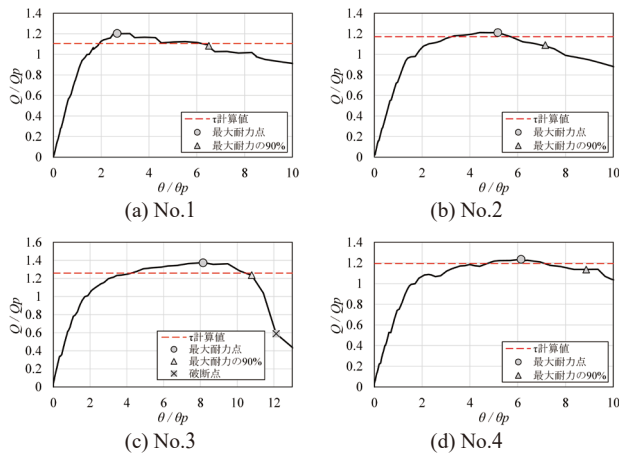 1.4
1.2
1
0.8
0.6
0.4
0.2
0
Q / Qp
0 2 4 6 8 10
θ / θp
τ計算値
最大耐力点
最大耐力の90%
(a) No.1
1.4
1.2
1
0.8
0.6
0.4
0.2
0
Q / Qp
0 2 4 6 8 10
θ / θp
τ計算値
最大耐力点
最大耐力の90%
(b) No.2
1.6
1.4
1.2
1
0.8
0.6
0.4
0.2
0
Q / Qp
0 2 4 6 8 10 12
θ / θp
τ計算値
最大耐力点
最大耐力の90%
破断点
(c) No.3
1.4
1.2
1
0.8
0.6
0.4
0.2
0
Q / Qp
0 2 4 6 8 10
θ / θp
τ計算値
最大耐力点
最大耐力の90%
(d) No.4